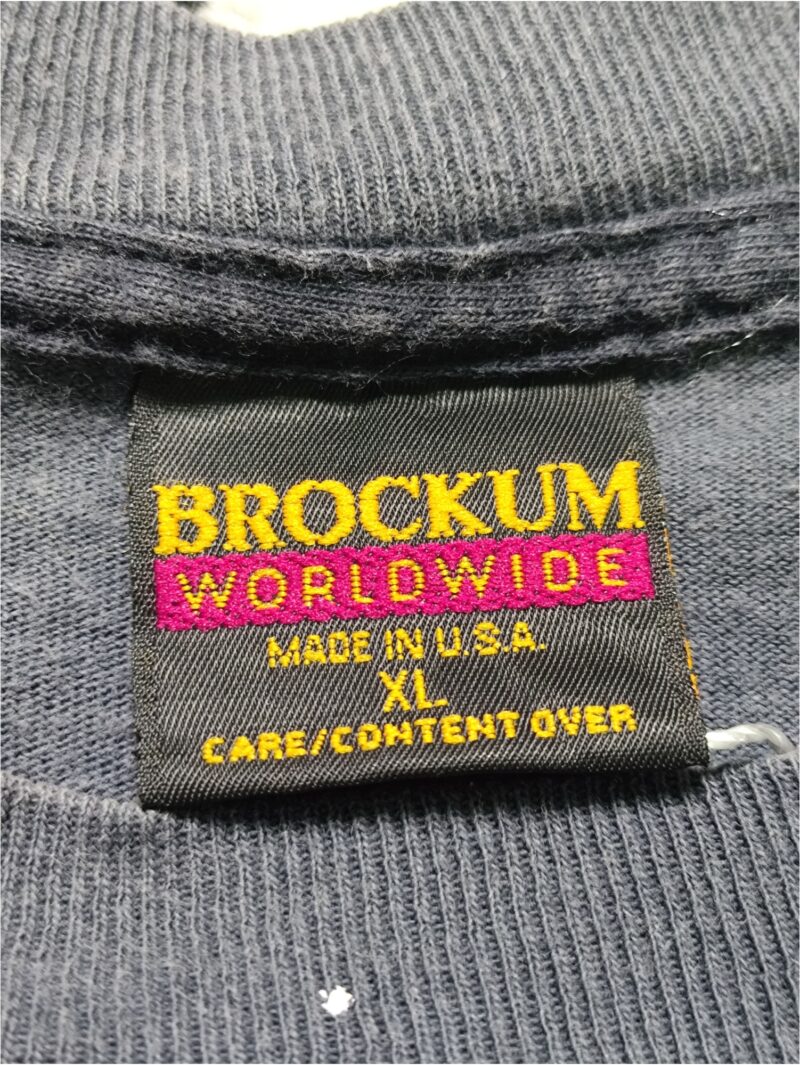 BROCKUM
WORLDWIDE
MADE IN U.S.A.
XL
CARE/CONTENT OVER